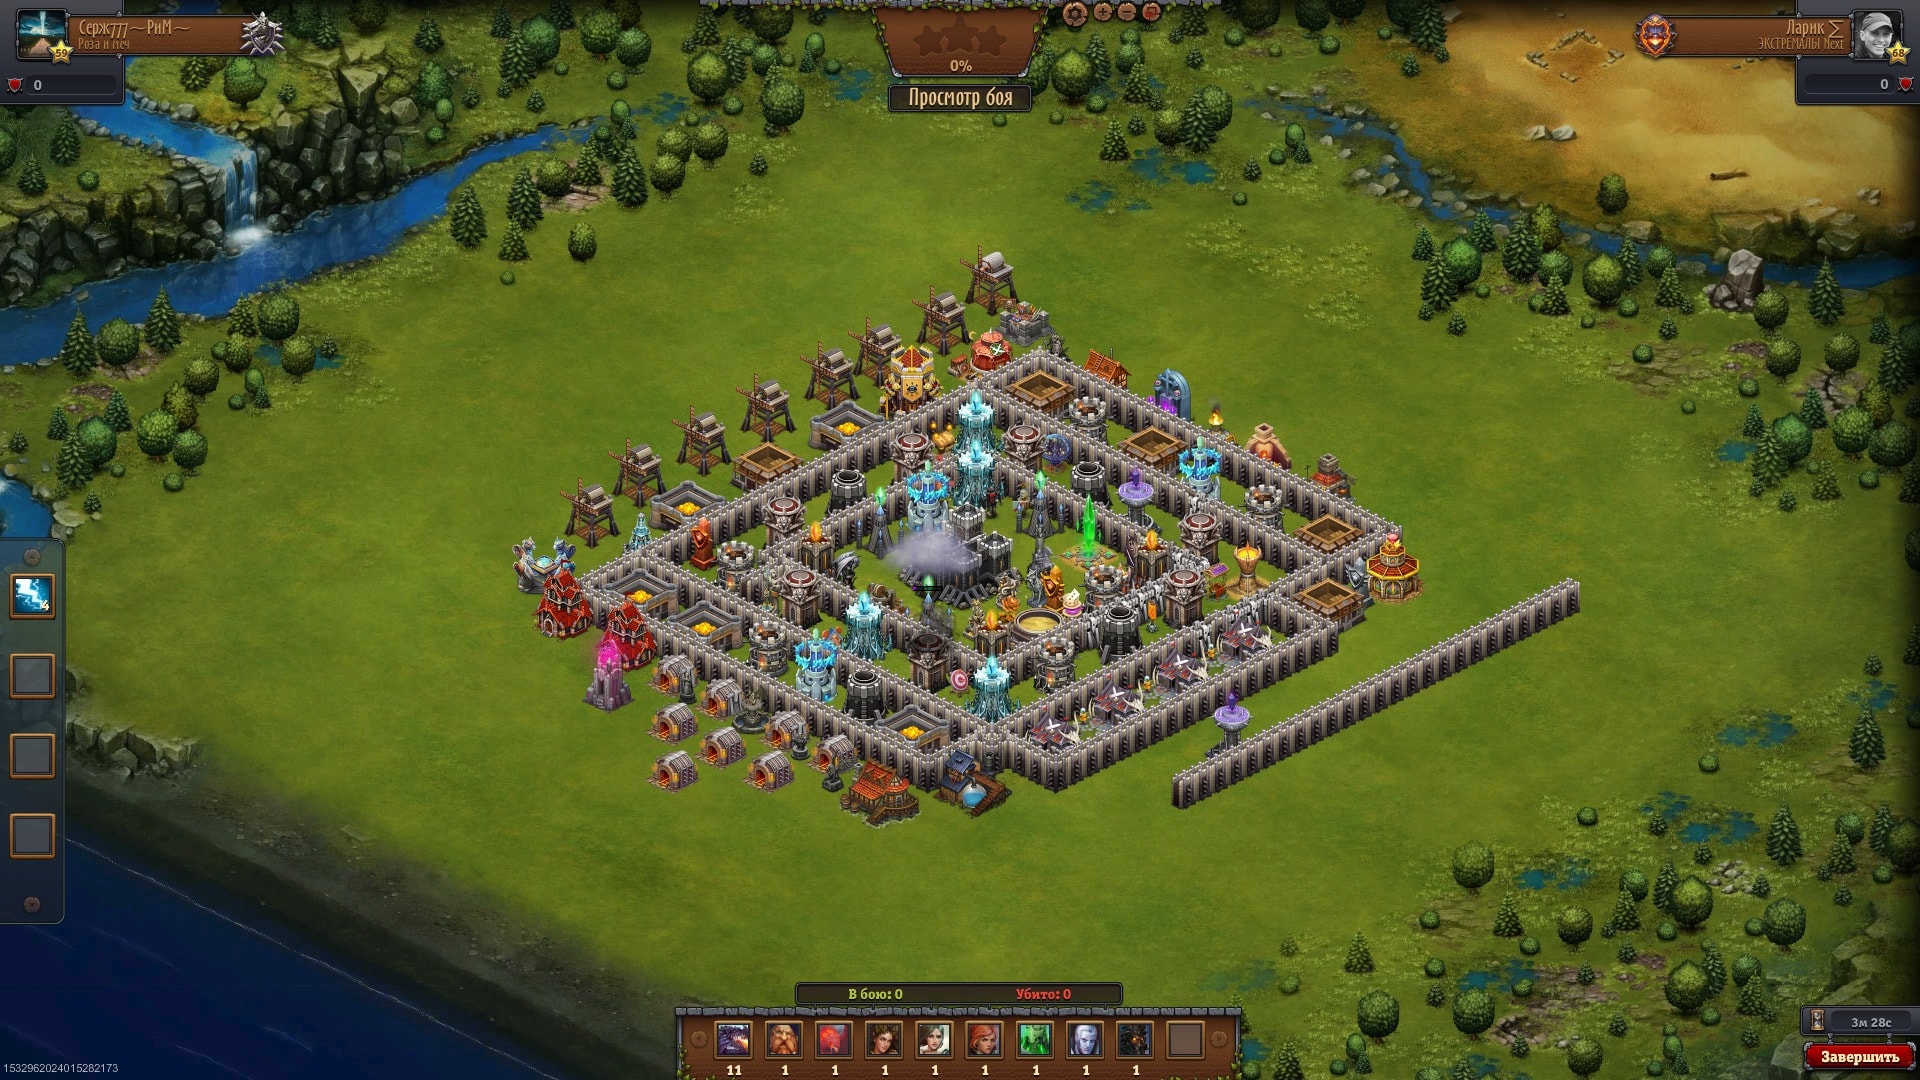 Серж777~РиМ~
Роза и меч
59
0
0%
Просмотр боя
Ларик Σ
ЭКСТРЕМАЛЫ Next
68
0
4
В бою: 0
Убито: 0
11
1
1
1
1
1
1
1
1
3м 28с
Завершить
1532962024015282173